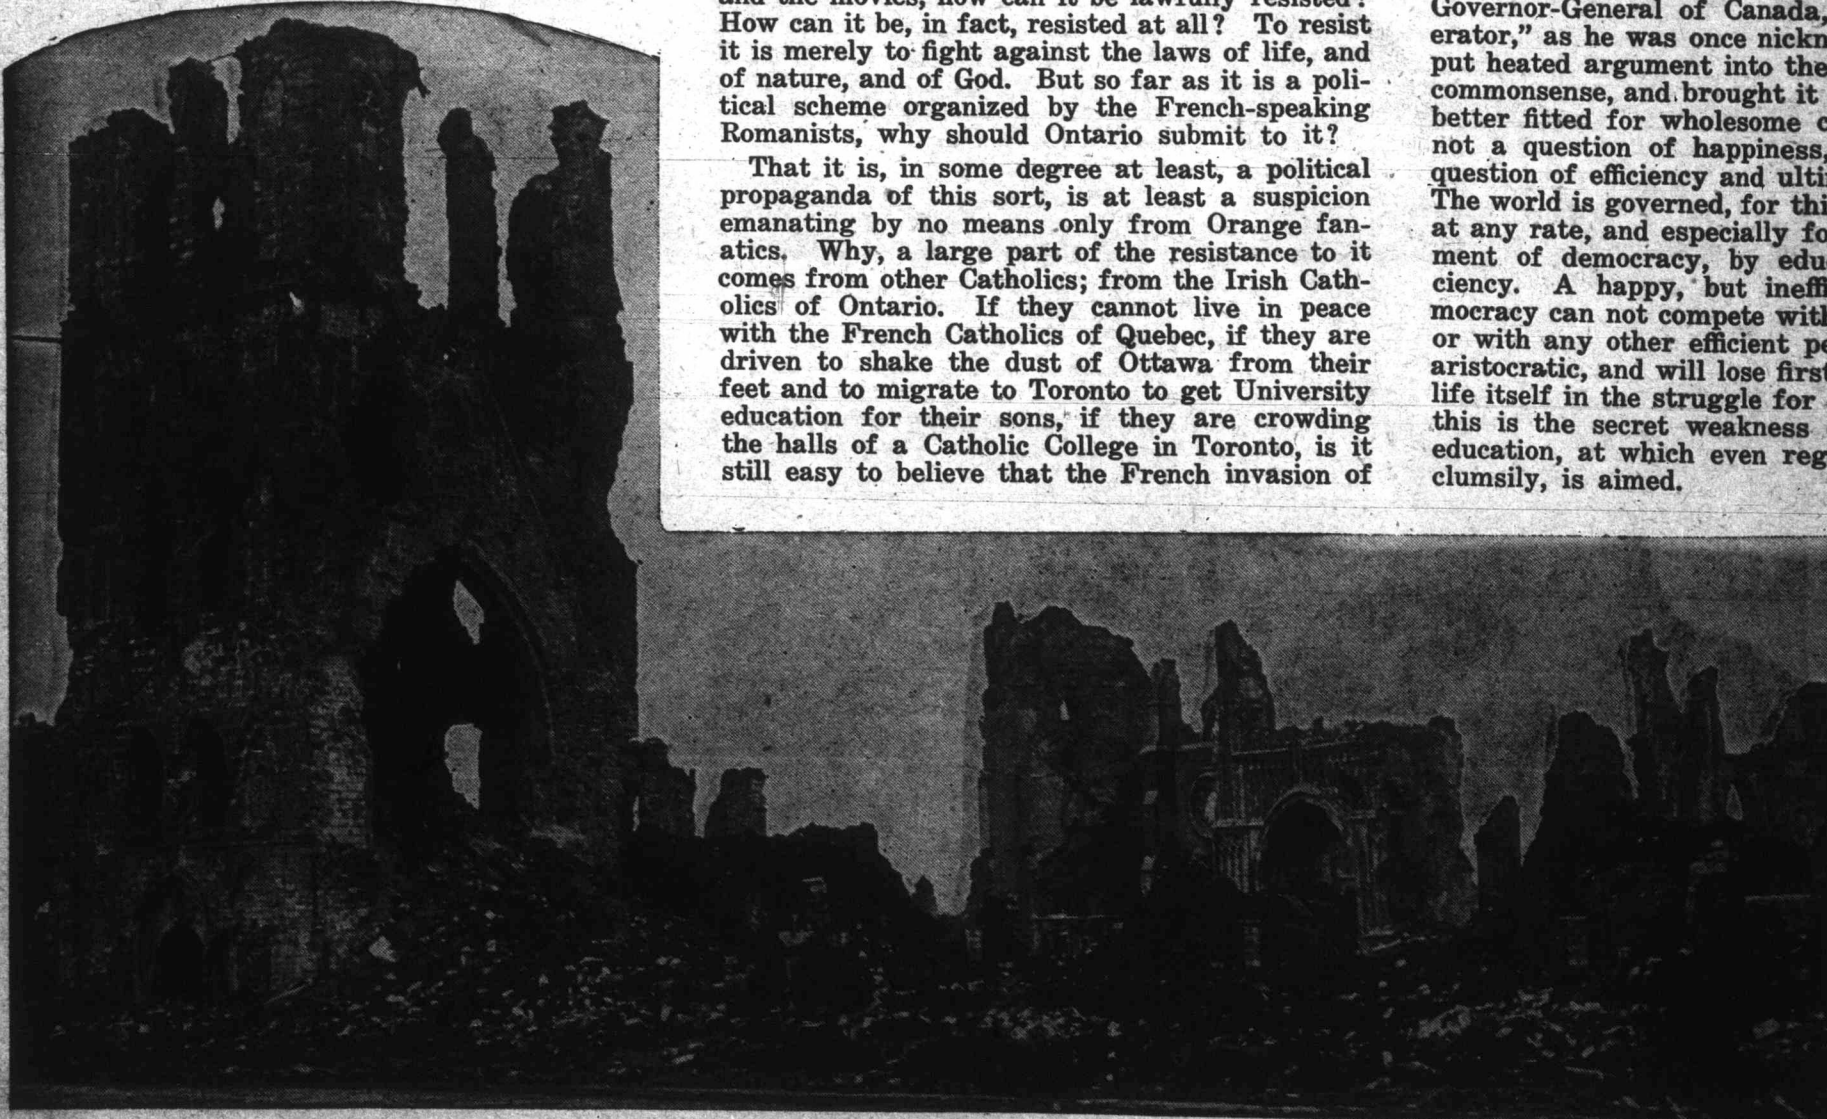 How can it be, in fact, resisted at all? To resist
it is merely to fight against the laws of life, and
of nature, and of God. But so far as it is a poli-
tical scheme organized by the French-speaking
Romanists, why should Ontario submit to it?
That it is, in some degree at least, a political
propaganda of this sort, is at least a suspicion
emanating by no means only from Orange fan-
atics. Why, a large part of the resistance to it
comes from other Catholics; from the Irish Cath-
olics of Ontario. If they cannot live in peace
with the French Catholics of Quebec, if they are
driven to shake the dust of Ottawa from their
feet and to migrate to Toronto to get University
education for their sons, if they are crowding
the halls of a Catholic College in Toronto, is it
still easy to believe that the French invasion of
Governor-General of Canada,
erator," as he was once nickn
put heated argument into the
commonsense, and brought it
better fitted for wholesome c
not a question of happiness,
question of efficiency and ulti
The world is governed, for thi
at any rate, and especially fo
ment of democracy, by edu
ciency. A happy, but ineffi
mocracy can not compete with
or with any other efficient pe
aristocratic, and will lose first
life itself in the struggle for
this is the secret weakness
education, at which even reg
clumsily, is aimed.